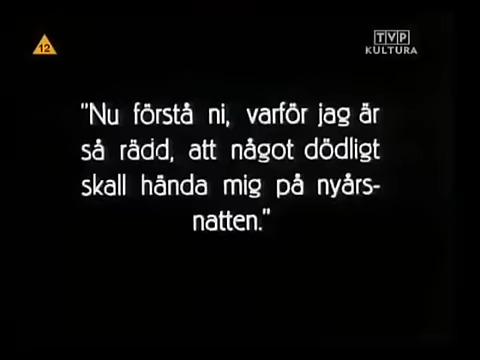 12
TVP
KULTURA
"Nu förstå ni, varför jag är
så rädd, att något dödligt
skall hända mig på nyårs-
natten."